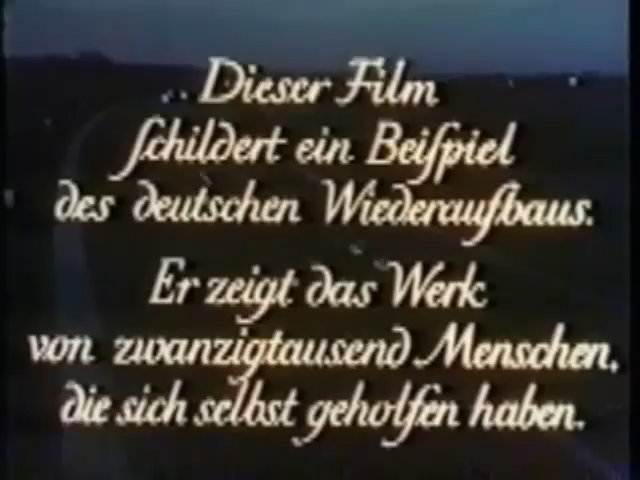 Dieser Film
ſchildert ein Beiſpiel
des deutschen Wiederaufbaus.
Er zeigt das Werk
von zwanzigtausend Menschen,
die sich selbst geholfen haben.